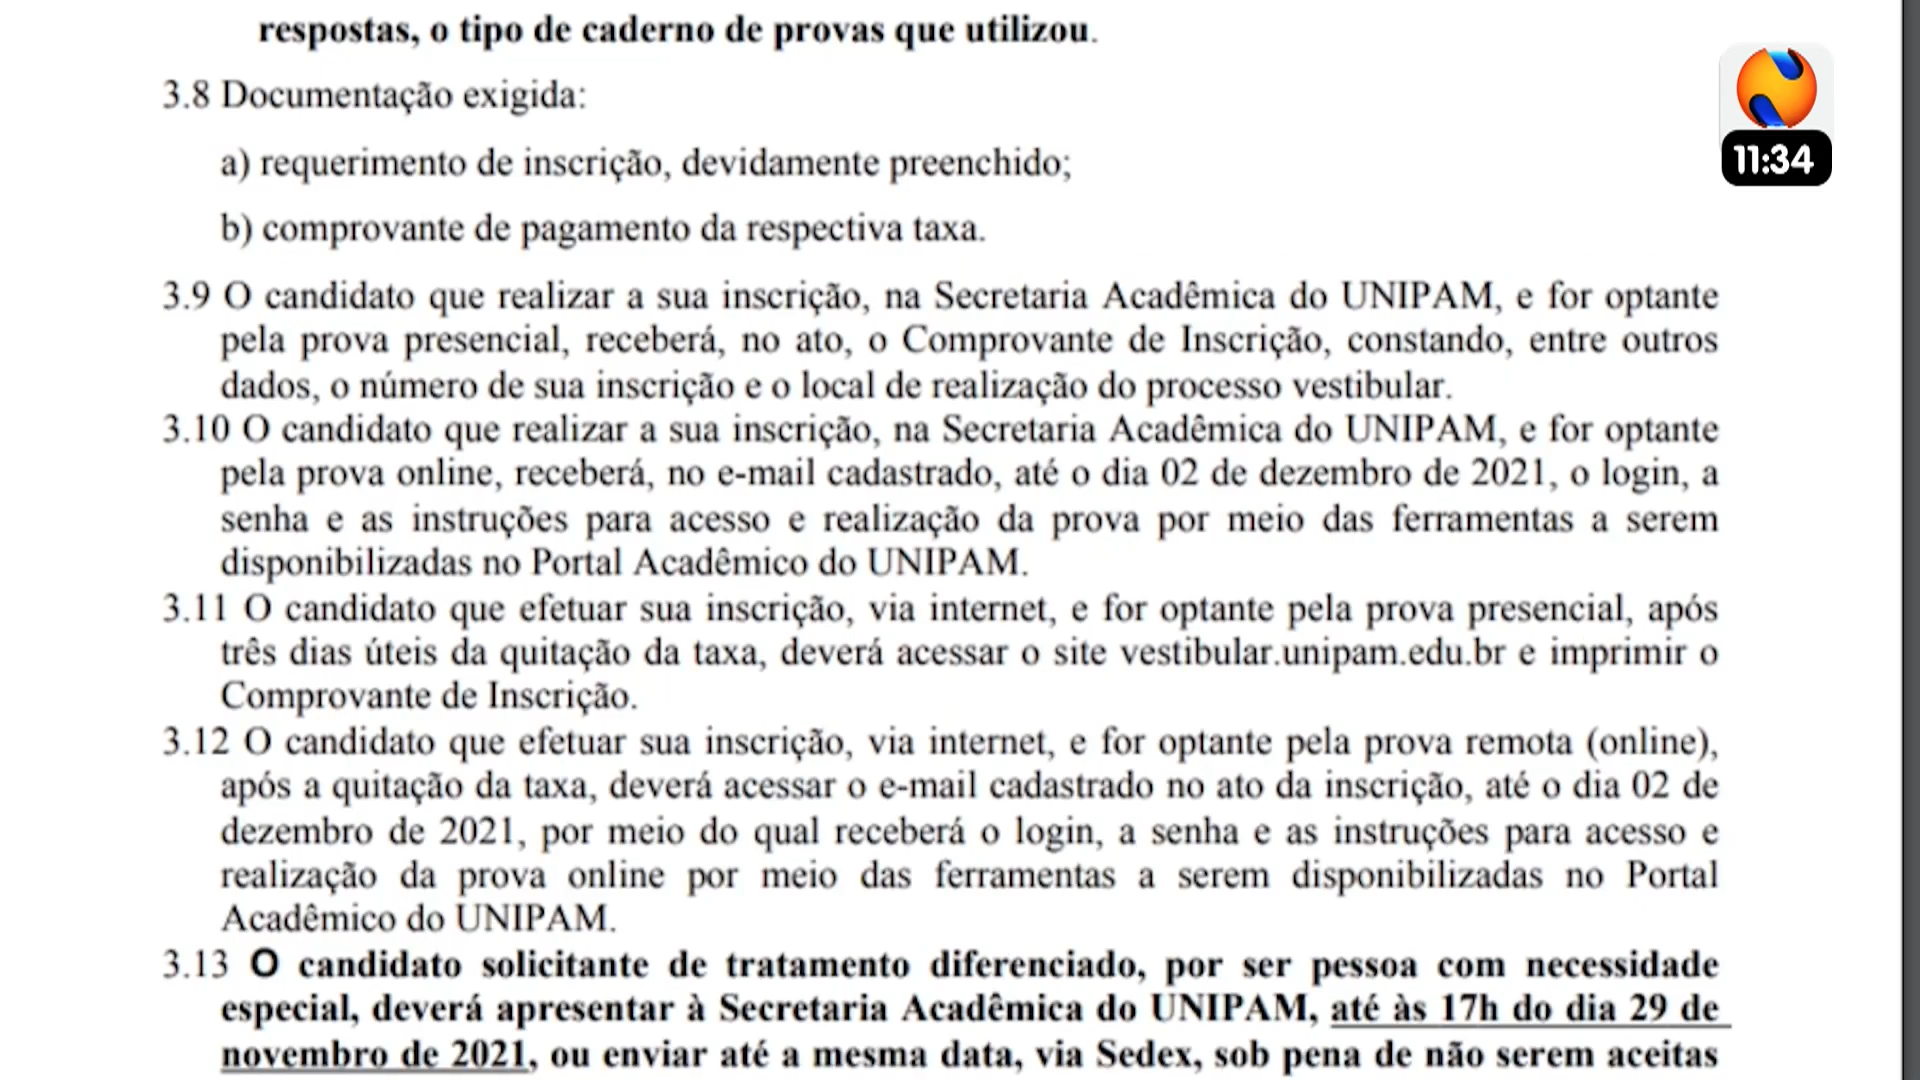 respostas, o tipo de caderno de provas que utilizou.
3.8 Documentação exigida:
a) requerimento de inscrição, devidamente preenchido;
b) comprovante de pagamento da respectiva taxa.
3.9 O candidato que realizar a sua inscrição, na Secretaria Acadêmica do UNIPAM, e for optante
pela prova presencial, receberá, no ato, o Comprovante de Inscrição, constando, entre outros
dados, o número de sua inscrição e o local de realização do processo vestibular.
3.10 O candidato que realizar a sua inscrição, na Secretaria Acadêmica do UNIPAM, e for optante
pela prova online, receberá, no e-mail cadastrado, até o dia 02 de dezembro de 2021, o login, a
senha e as instruções para acesso e realização da prova por meio das ferramentas a serem
disponibilizadas no Portal Acadêmico do UNIPAM.
3.11 O candidato que efetuar sua inscrição, via internet, e for optante pela prova presencial, após
três dias úteis da quitação da taxa, deverá acessar o site vestibular.unipam.edu.br e imprimir o
Comprovante de Inscrição.
3.12 O candidato que efetuar sua inscrição, via internet, e for optante pela prova remota (online),
após a quitação da taxa, deverá acessar o e-mail cadastrado no ato da inscrição, até o dia 02 de
dezembro de 2021, por meio do qual receberá o login, a senha e as instruções para acesso e
realização da prova online por meio das ferramentas a serem disponibilizadas no Portal
Acadêmico do UNIPAM.
3.13 O candidato solicitante de tratamento diferenciado, por ser pessoa com necessidade
especial, deverá apresentar à Secretaria Acadêmica do UNIPAM, até às 17h do dia 29 de
novembro de 2021, ou enviar até a mesma data, via Sedex, sob pena de não serem aceitas
11:34